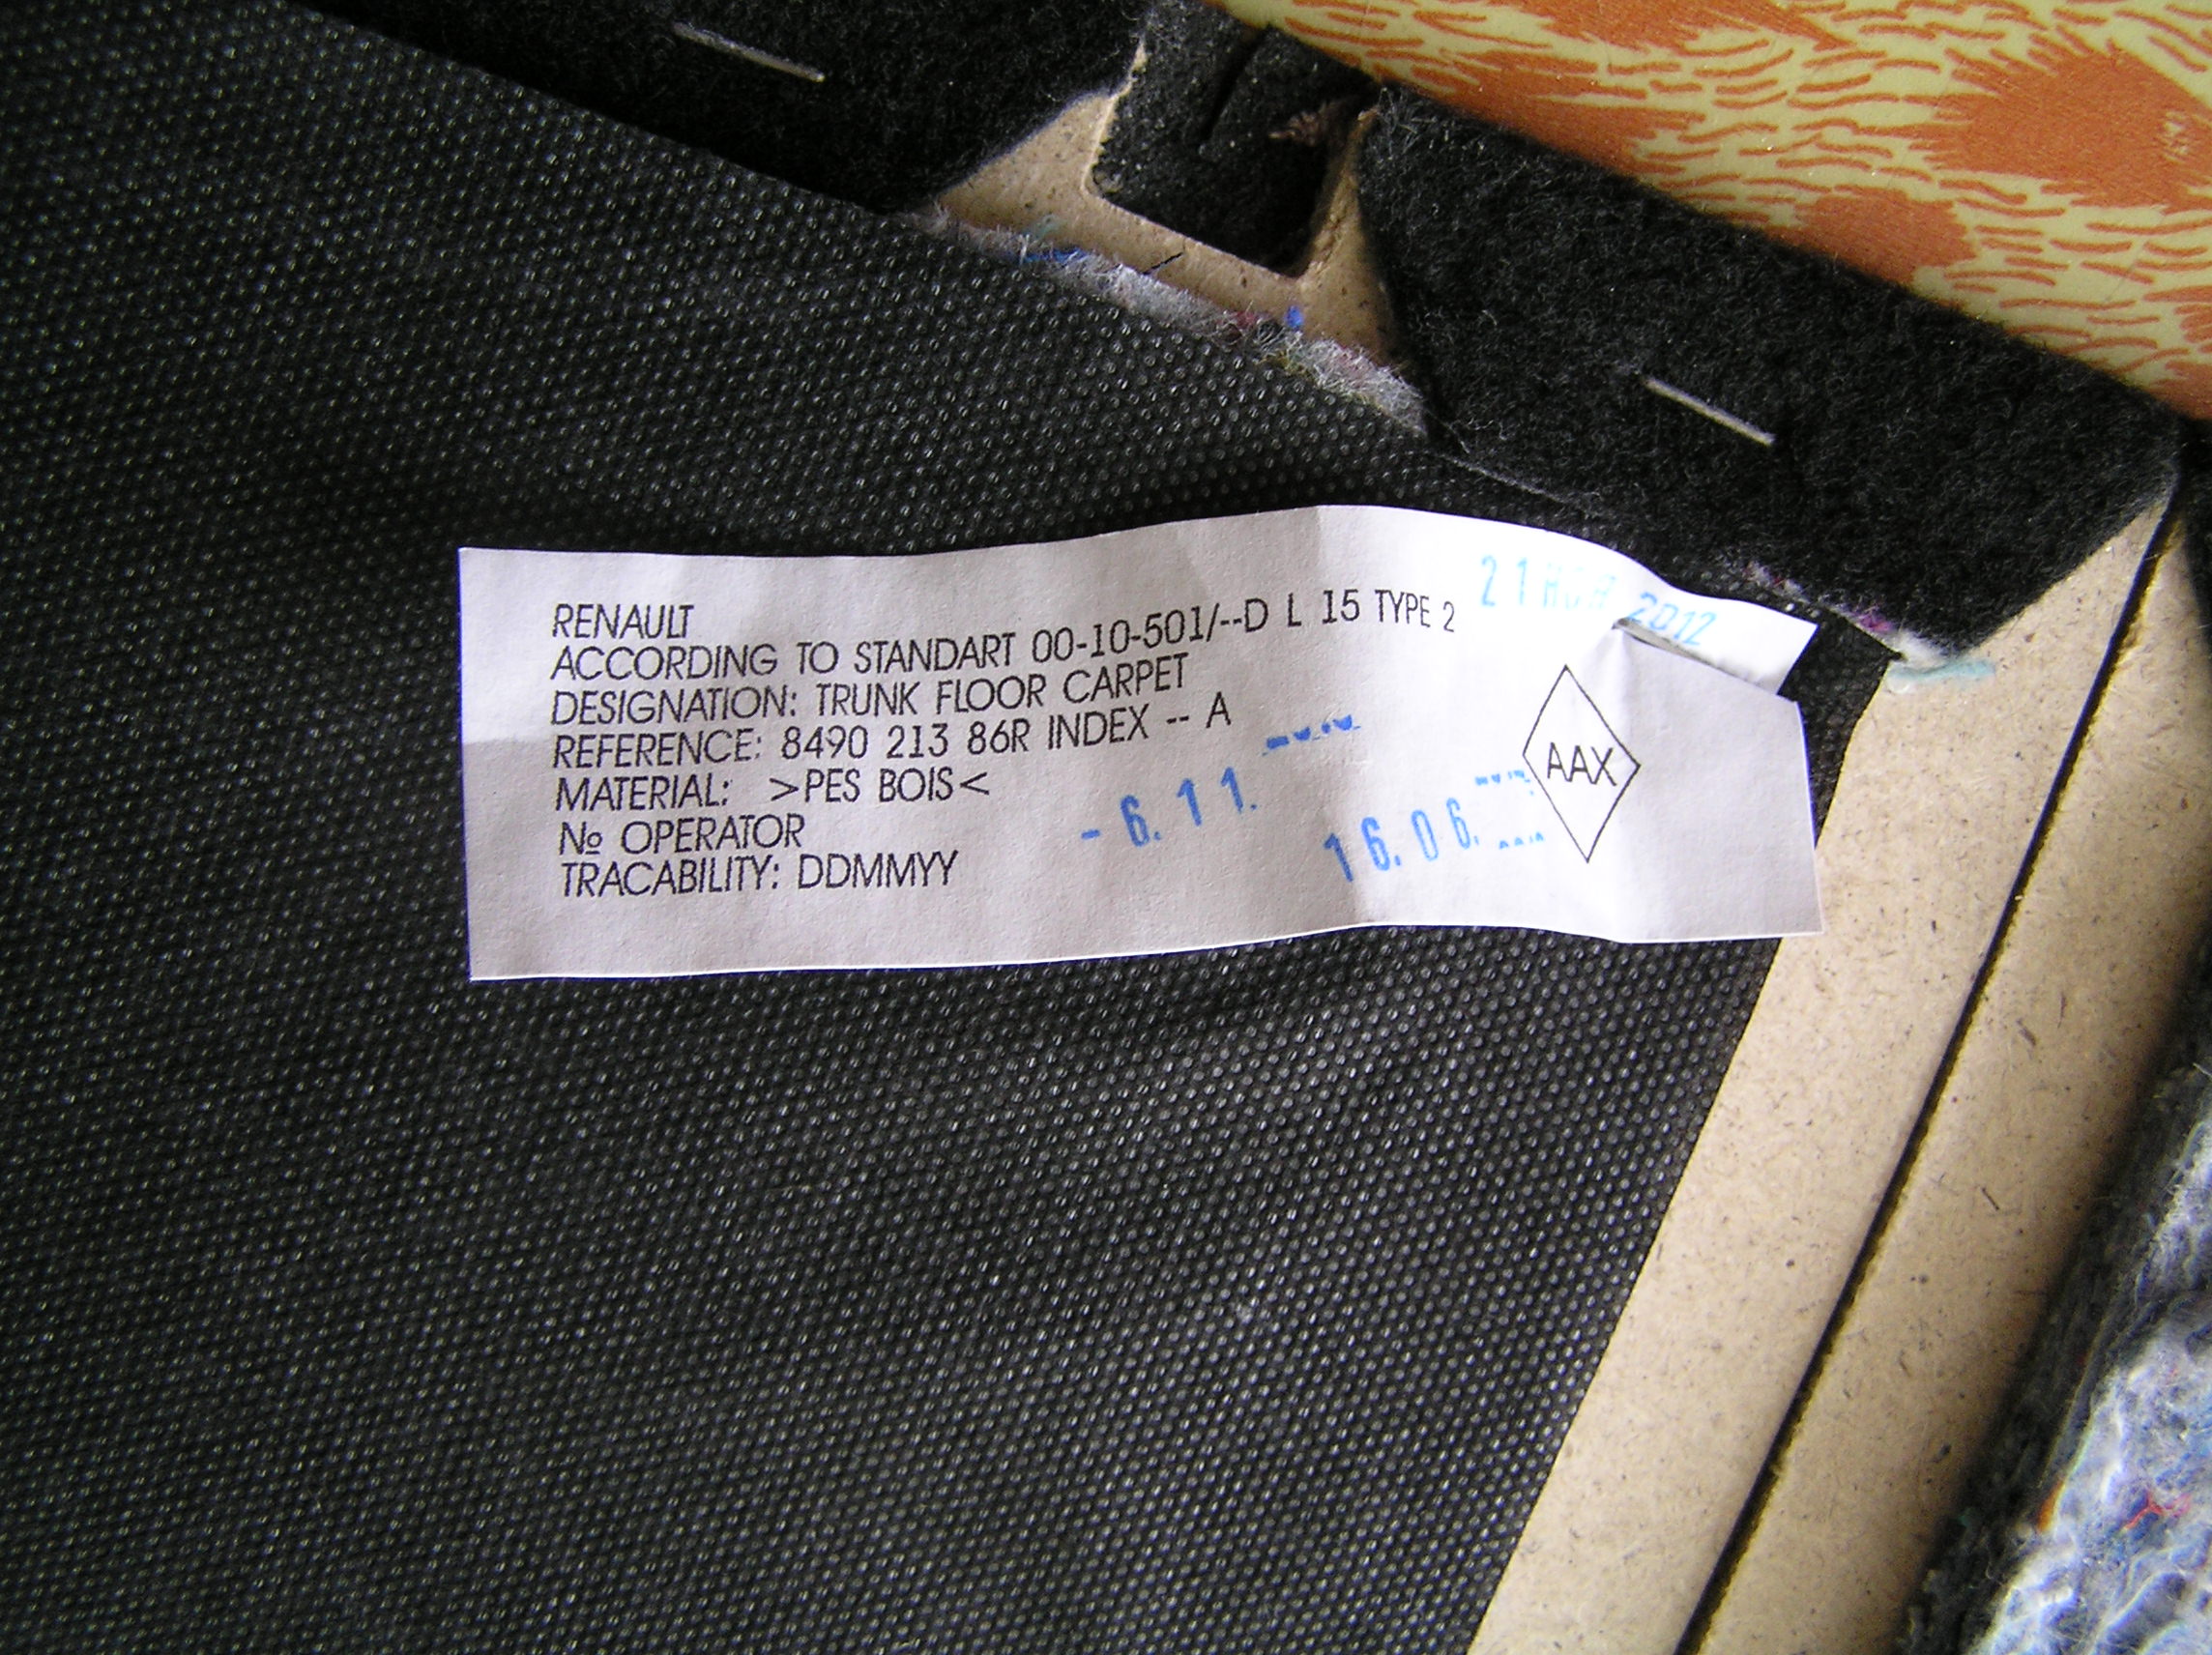 RENAULT
ACCORDING TO STANDART 00-10-501/--D L 15 TYPE 2
DESIGNATION: TRUNK FLOOR CARPET
REFERENCE: 8490 213 86R INDEX -- A
MATERIAL: >PES BOIS<
№ OPERATOR
TRACABILITY: DDMMYY
21 2012
AAX
- 6. 11.
16. 06.